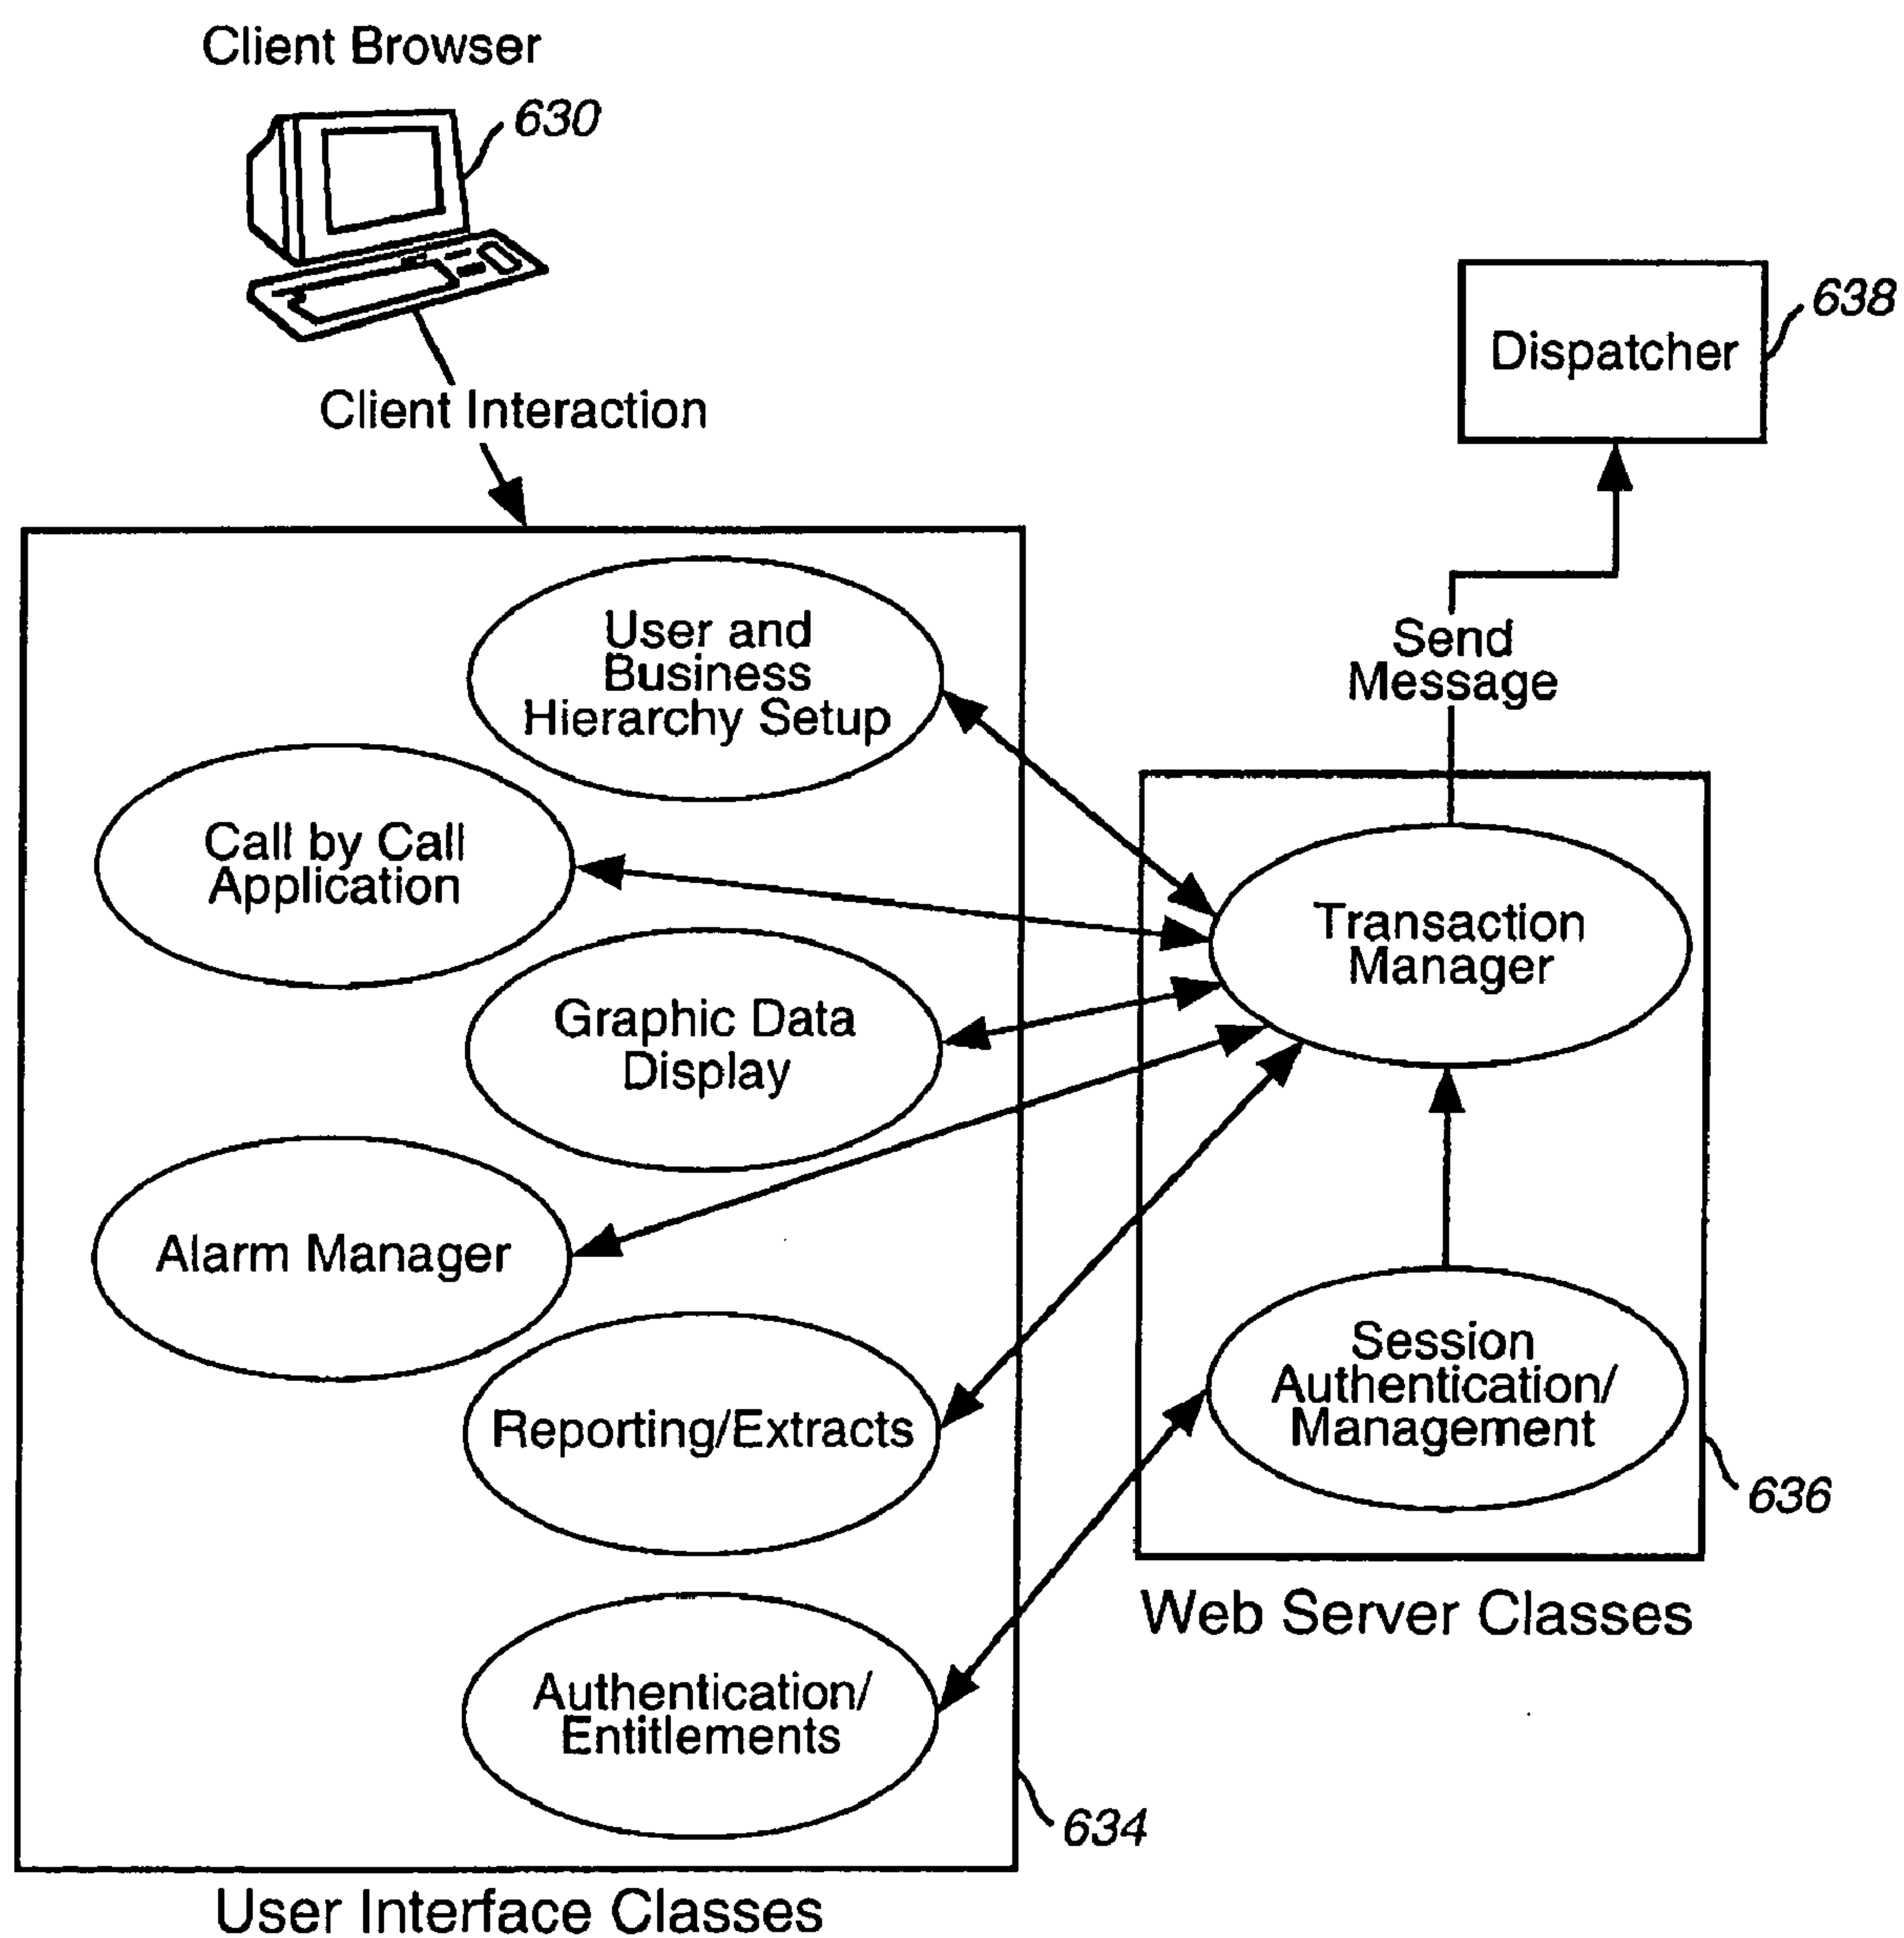 Client Browser
630
Client Interaction
638
Dispatcher
Send
Message
User and
Business
Hierarchy Setup
Call by Call
Application
Transaction
Manager
Graphic Data
Display
Alarm Manager
Session
Authentication/
Management
Reporting/Extracts
636
Web Server Classes
Authentication/
Entitlements
634
User Interface Classes